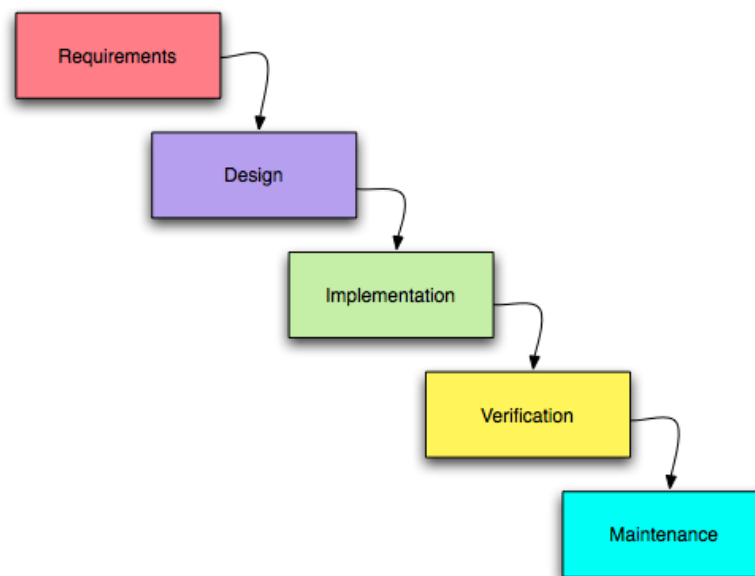 Requirements
Design
Implementation
Verification
Maintenance